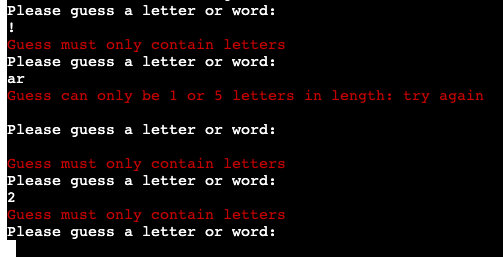 Please guess a letter or word:
!
Guess must only contain letters
Please guess a letter or word:
ar
Guess can only be 1 or 5 letters in length: try again
Please guess a letter or word:
Guess must only contain letters
Please guess a letter or word:
2
Guess must only contain letters
Please guess a letter or word: